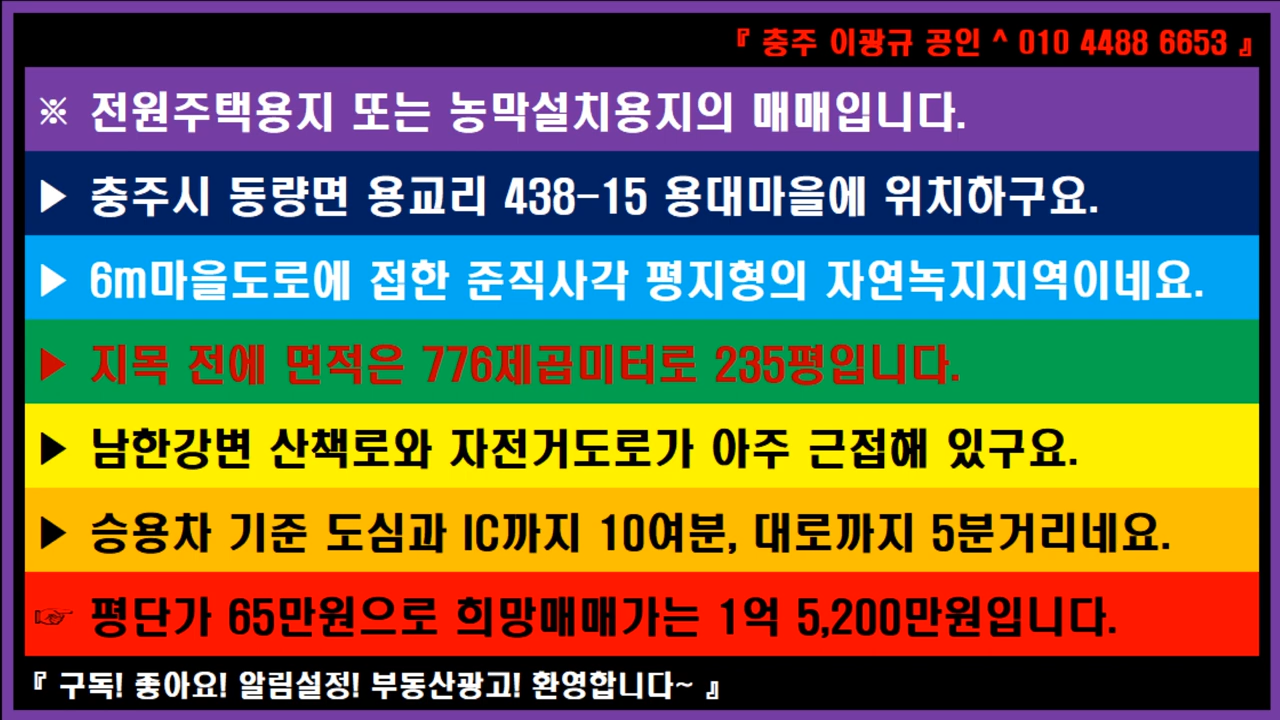 『 충주 이광규 공인 ^ 010 4488 6653 』
※ 전원주택용지 또는 농막설치용지의 매매입니다.
▶ 충주시 동량면 용교리 438-15 용대마을에 위치하구요.
▶ 6m마을도로에 접한 준직사각 평지형의 자연녹지지역이네요.
▶ 지목 전에 면적은 776제곱미터로 235평입니다.
▶ 남한강변 산책로와 자전거도로가 아주 근접해 있구요.
▶ 승용차 기준 도심과 IC까지 10여분, 대로까지 5분거리네요.
☞ 평단가 65만원으로 희망매매가는 1억 5,200만원입니다.
『 구독! 좋아요! 알림설정! 부동산광고! 환영합니다~ 』